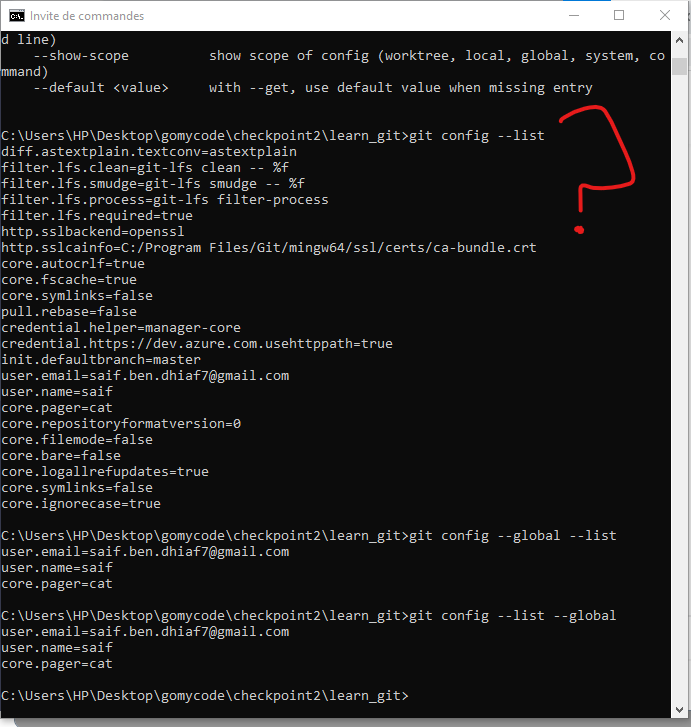 Invite de commandes
d line)
    --show-scope          show scope of config (worktree, local, global, system, co
mmand)
    --default <value>     with --get, use default value when missing entry
C:\Users\HP\Desktop\gomycode\checkpoint2\learn_git>git config --list
diff.astextplain.textconv=astextplain
filter.lfs.clean=git-lfs clean -- %f
filter.lfs.smudge=git-lfs smudge -- %f
filter.lfs.process=git-lfs filter-process
filter.lfs.required=true
http.sslbackend=openssl
http.sslcainfo=C:/Program Files/Git/mingw64/ssl/certs/ca-bundle.crt
core.autocrlf=true
core.fscache=true
core.symlinks=false
pull.rebase=false
credential.helper=manager-core
credential.https://dev.azure.com.usehttppath=true
init.defaultbranch=master
user.email=saif.ben.dhiaf7@gmail.com
user.name=saif
core.pager=cat
core.repositoryformatversion=0
core.filemode=false
core.bare=false
core.logallrefupdates=true
core.symlinks=false
core.ignorecase=true
C:\Users\HP\Desktop\gomycode\checkpoint2\learn_git>git config --global --list
user.email=saif.ben.dhiaf7@gmail.com
user.name=saif
core.pager=cat
C:\Users\HP\Desktop\gomycode\checkpoint2\learn_git>git config --list --global
user.email=saif.ben.dhiaf7@gmail.com
user.name=saif
core.pager=cat
C:\Users\HP\Desktop\gomycode\checkpoint2\learn_git>
?